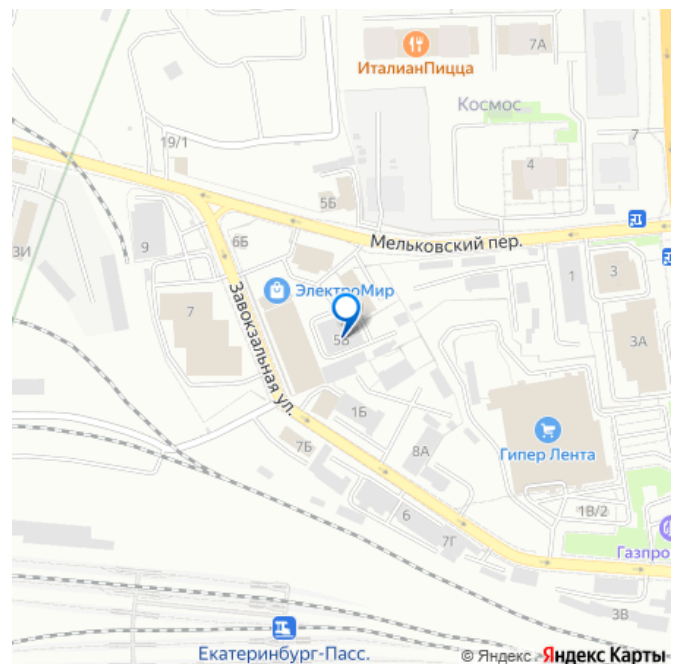 7А
ИталианПицца
Космос
19/1
7
4
5Б
Мельковский пер.
3И
9
6Б
3
1
ЭлектроМир
7
Завокзальная ул.
3А
1Б
Гипер Лента
7Б
8А
1В/2
6
7Г
Газпро
3В
Екатеринбург-Пасс.
© Яндекс Яндекс Карты